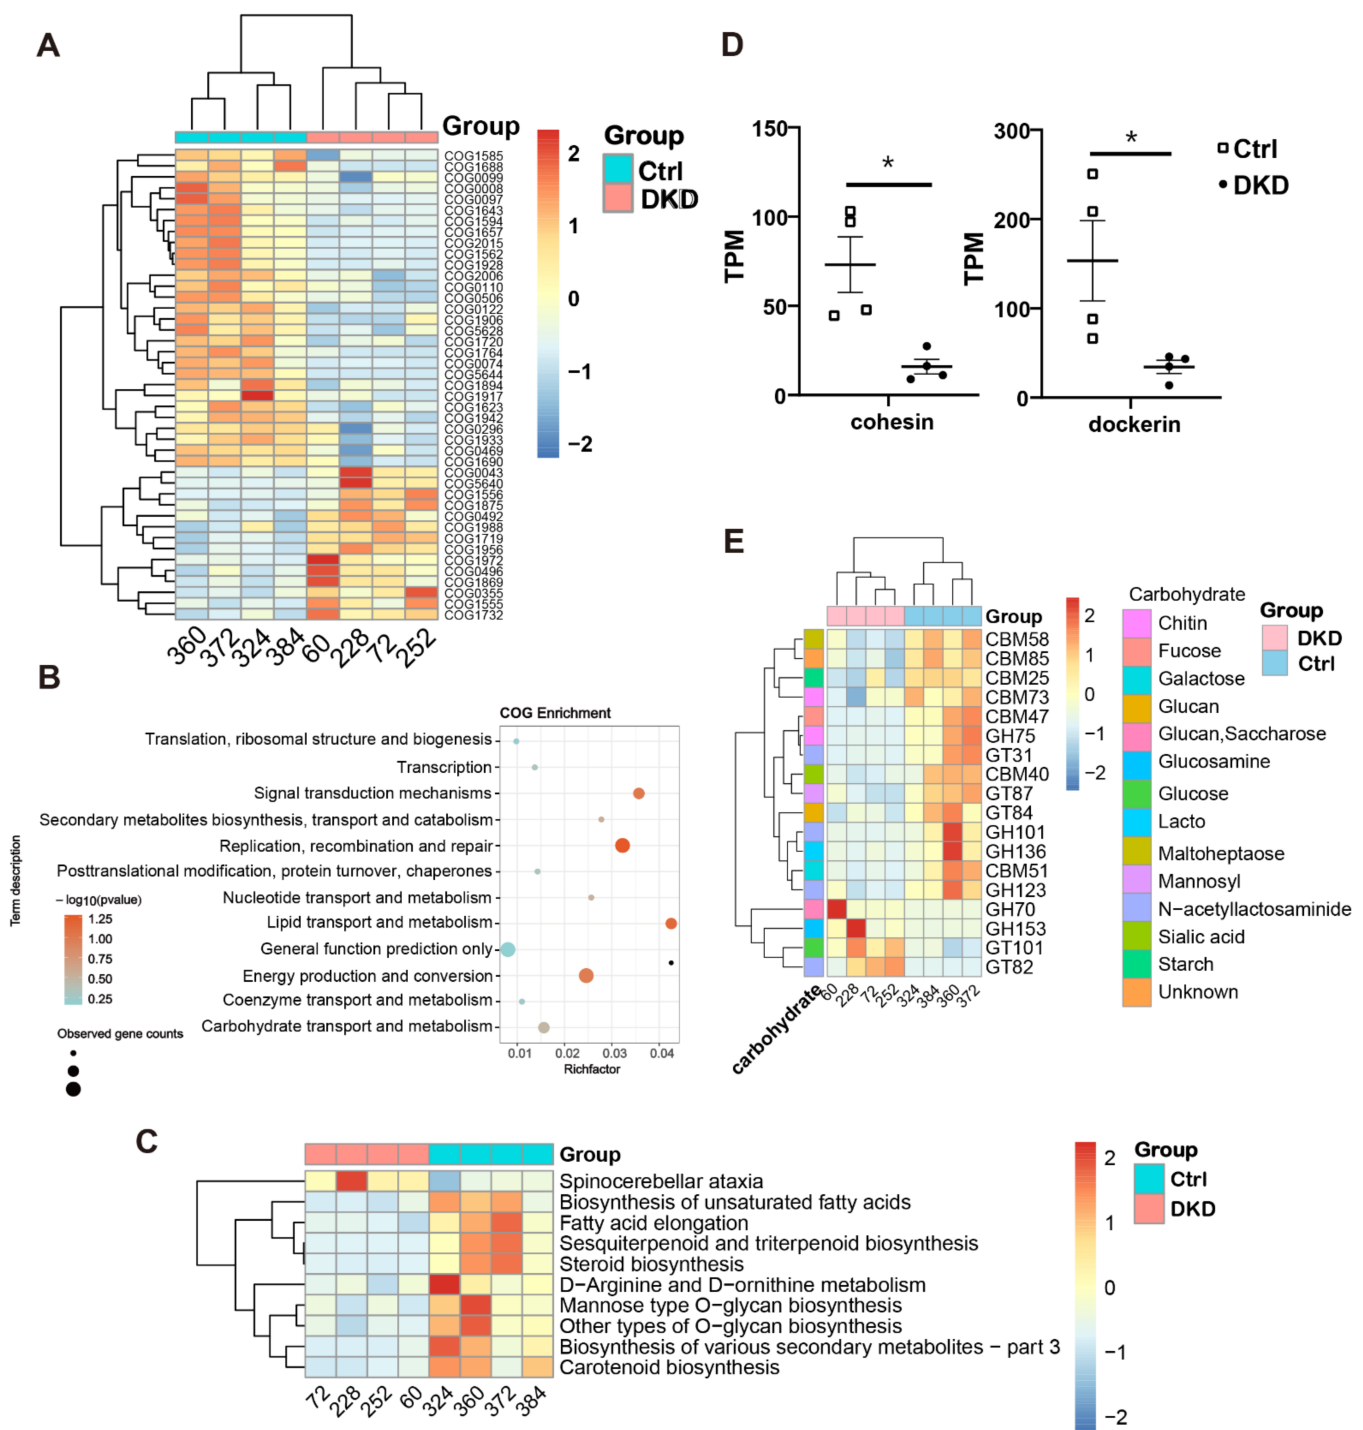 A
Group
COG1585
COG1688
COG0099
COG0008
COG0097
COG1643
COG1594
COG1657
COG2015
COG1562
COG1928
COG2006
COG0110
COG0506
COG0122
COG1906
COG5628
COG1720
COG1764
COG0074
COG5644
COG1894
COG1917
COG1623
COG1942
COG0296
COG1933
COG0469
COG1690
COG0043
COG5640
COG1556
COG1875
COG0492
COG1988
COG1719
COG1956
COG1972
COG0496
COG1869
COG0355
COG1555
COG1732
360 372 324 384 60 228 72 252
2
1
0
−1
−2
Group
Ctrl
DKD
D
150
100
50
0
TPM
*
cohesin
300
200
100
0
TPM
*
dockerin
Ctrl
DKD
B
COG Enrichment
Translation, ribosomal structure and biogenesis
Transcription
Signal transduction mechanisms
Secondary metabolites biosynthesis, transport and catabolism
Replication, recombination and repair
Posttranslational modification, protein turnover, chaperones
Nucleotide transport and metabolism
Lipid transport and metabolism
General function prediction only
Energy production and conversion
Coenzyme transport and metabolism
Carbohydrate transport and metabolism
0.01 0.02 0.03 0.04
Richfactor
Term description
− log10(pvalue)
1.25
1.00
0.75
0.50
0.25
Observed gene counts
E
Group
CBM58
CBM85
CBM25
CBM73
CBM47
GH75
GT31
CBM40
GT87
GT84
GH101
GH136
CBM51
GH123
GH70
GH153
GT101
GT82
carbohydrate
60 228 72 252 324 384 360 372
2
1
0
−1
−2
Carbohydrate
Chitin
Fucose
Galactose
Glucan
Glucan,Saccharose
Glucosamine
Glucose
Lacto
Maltoheptaose
Mannosyl
N−acetyllactosaminide
Sialic acid
Starch
Unknown
Group
DKD
Ctrl
C
Group
Spinocerebellar ataxia
Biosynthesis of unsaturated fatty acids
Fatty acid elongation
Sesquiterpenoid and triterpenoid biosynthesis
Steroid biosynthesis
D−Arginine and D−ornithine metabolism
Mannose type O−glycan biosynthesis
Other types of O−glycan biosynthesis
Biosynthesis of various secondary metabolites − part 3
Carotenoid biosynthesis
72 228 252 60 324 360 372 384
2
1
0
−1
−2
Group
Ctrl
DKD